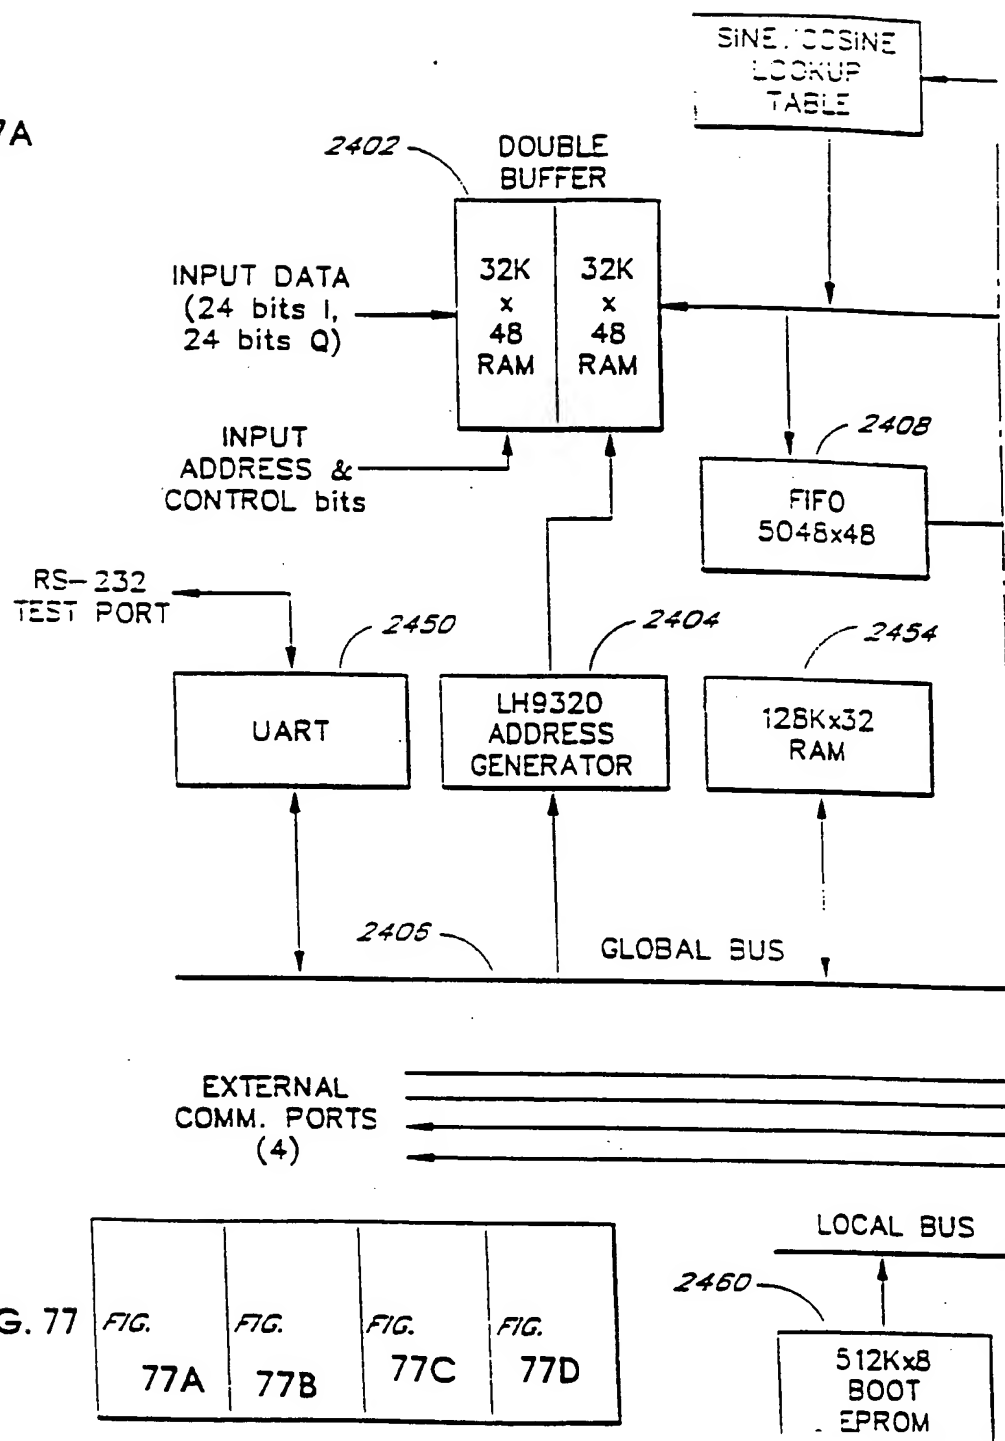 SINE/COSINE
LOOKUP
TABLE
7A
2402
DOUBLE
BUFFER
INPUT DATA
(24 bits I,
24 bits Q)
32K
x
48
RAM
32K
x
48
RAM
INPUT
ADDRESS &
CONTROL bits
2408
FIFO
5048x48
RS-232
TEST PORT
2450
UART
2404
LH9320
ADDRESS
GENERATOR
2454
128Kx32
RAM
2406
GLOBAL BUS
EXTERNAL
COMM. PORTS
(4)
LOCAL BUS
2460
512Kx8
BOOT
EPROM
G. 77
FIG.
77A
FIG.
77B
FIG.
77C
FIG.
77D